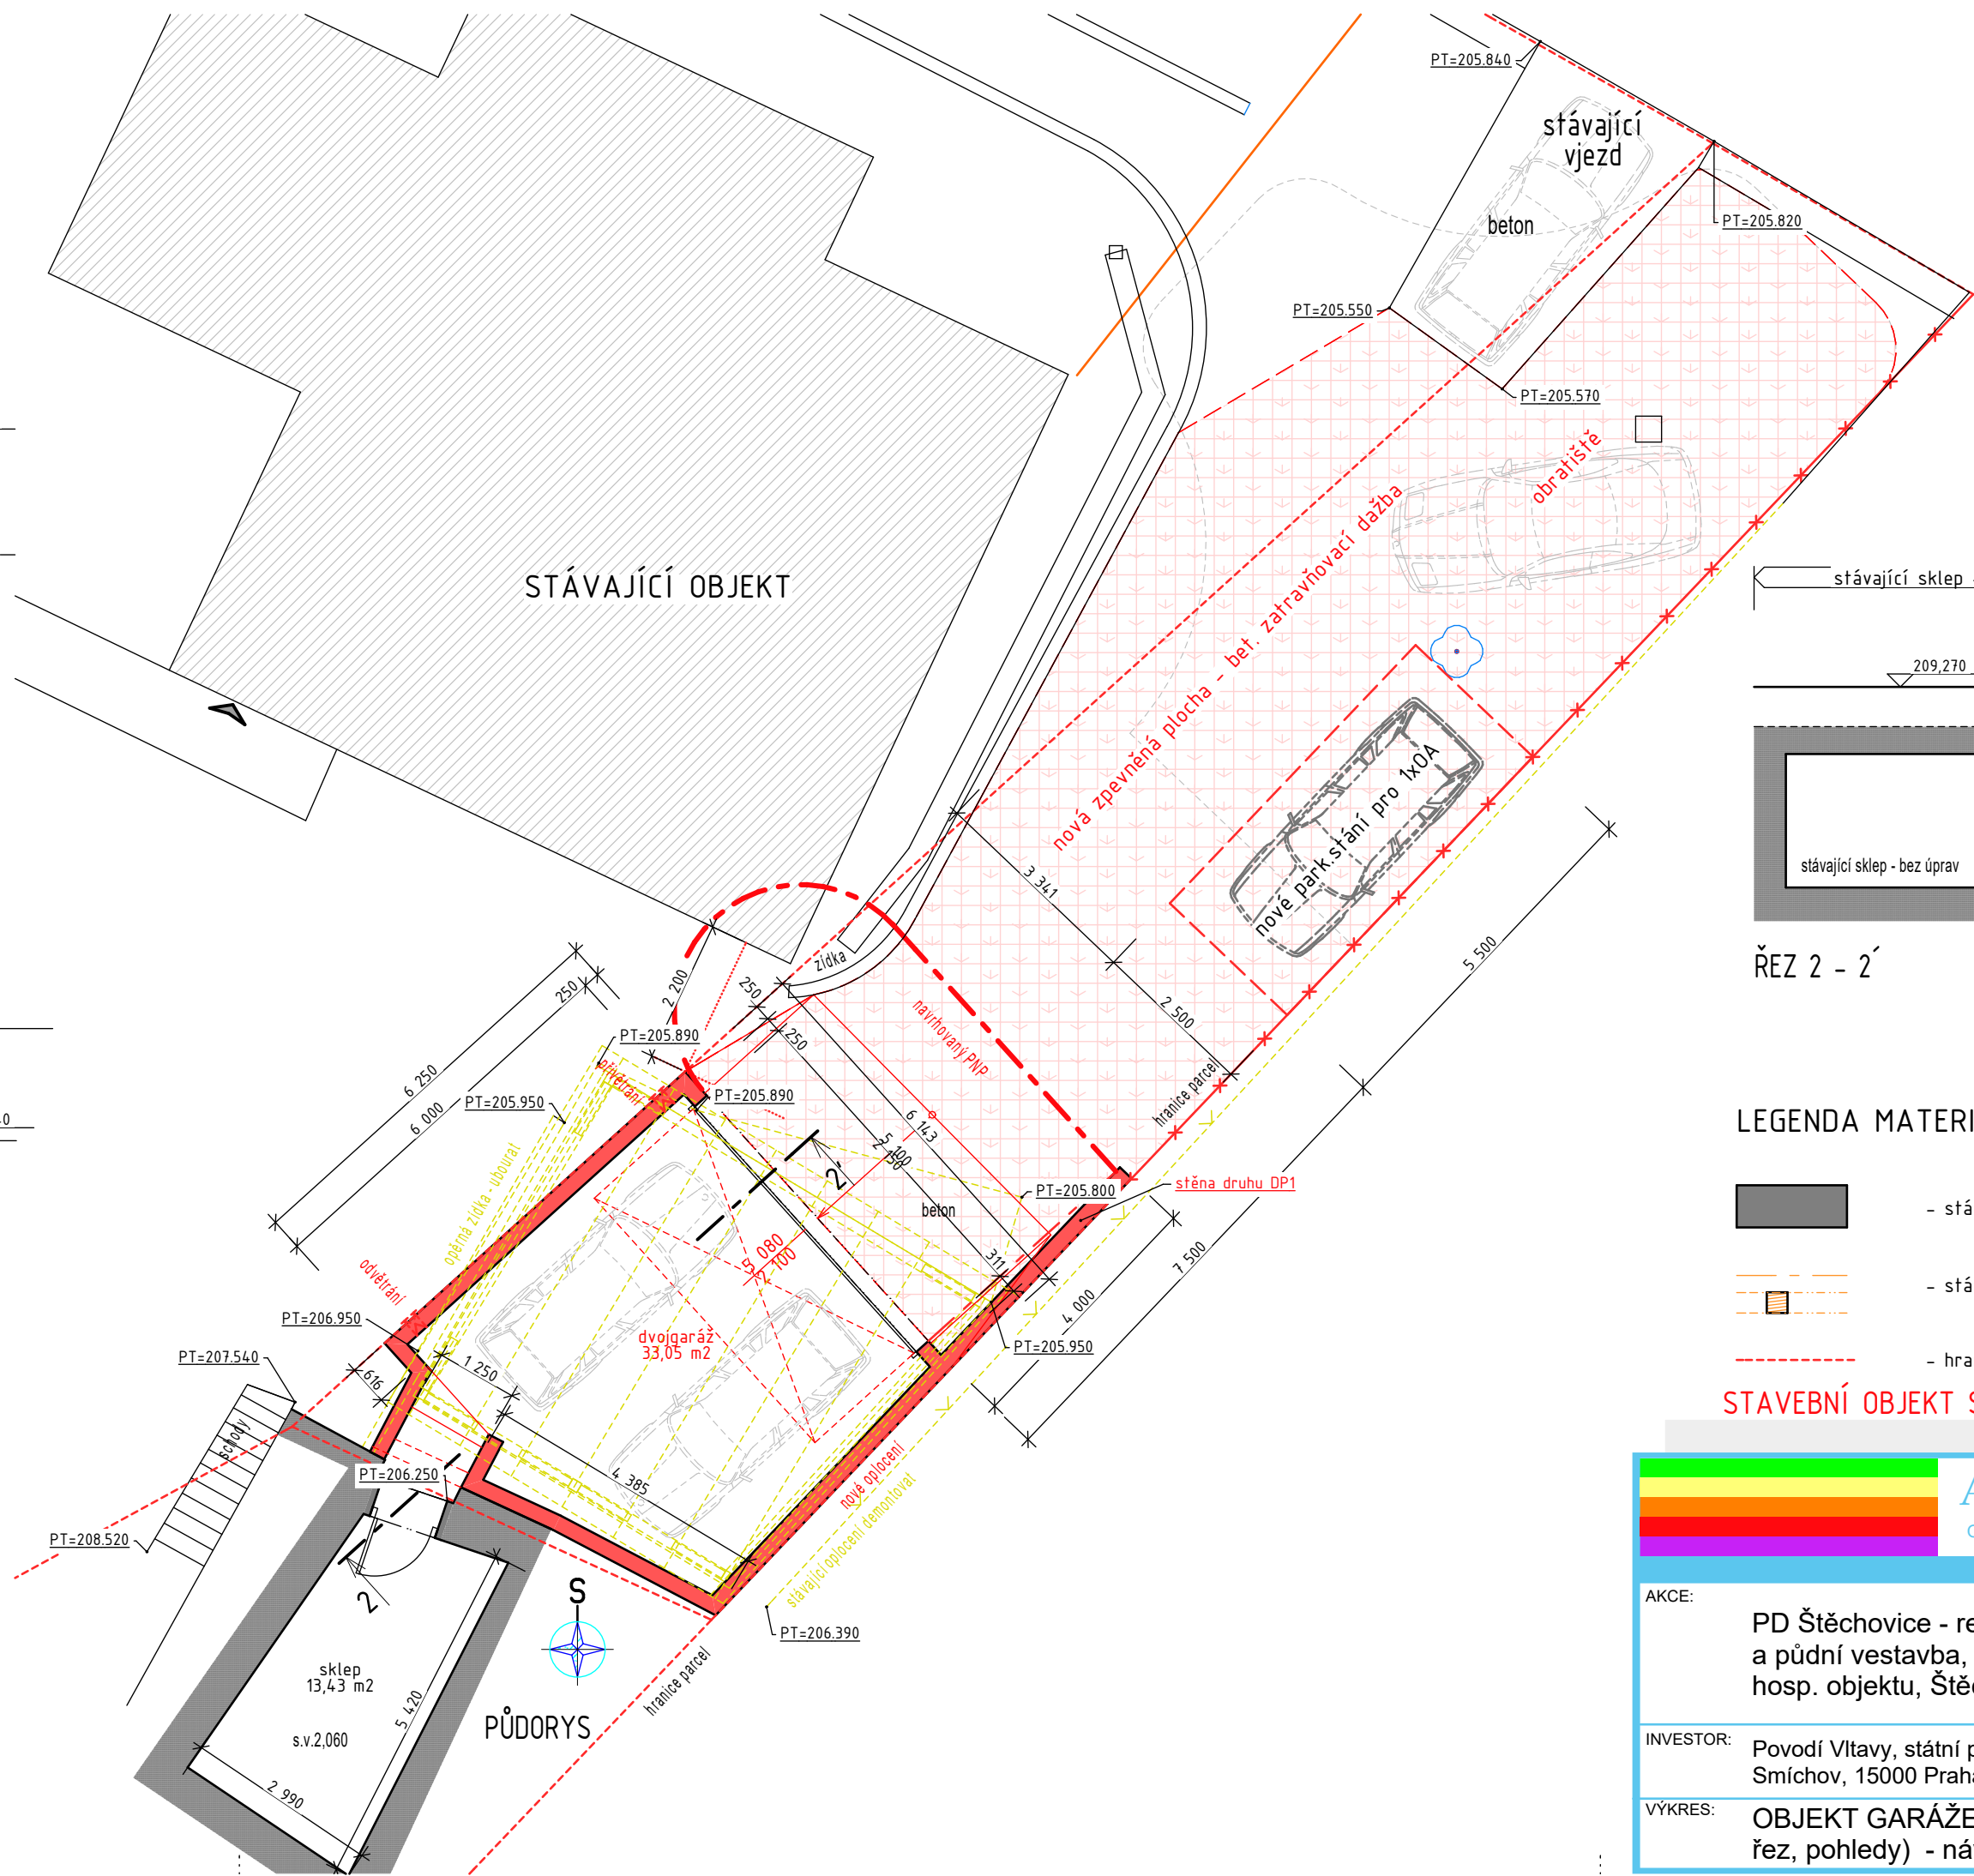 PT=205.840
stávající
vjezd
beton
PT=205.820
PT=205.550
PT=205.570
obratiště
STÁVAJÍCÍ OBJEKT
nová zpevněná plocha - bet. zatravňovací dažba
stávající sklep
209,270
stávající sklep - bez úprav
ŘEZ 2 - 2´
nové park.stání pro 1xOA
3 341
2 500
5 500
zídka
2 200
250
250
250
navrhovaný PNP
hranice parcel
PT=205.890
přivětrání
PT=205.890
6 250
6 000
PT=205.950
opěrná zídka - ubourat
6 143
5 100
2 150
2'
beton
PT=205.800
stěna druhu DP1
LEGENDA MATERI
- stá
- stá
- hra
5 080
2 100
311
7 500
4 000
PT=205.950
odvětrání
PT=206.950
dvojgaráž
33,05 m2
PT=207.540
616
1 250
schody
PT=206.250
4 385
nové oplocení
stávající oplocení demontovat
PT=208.520
2
S
PT=206.390
sklep
13,43 m2
s.v.2,060
5 420
2 990
PŮDORYS
hranice parcel
STAVEBNÍ OBJEKT S
AKCE:
PD Štěchovice - re
a půdní vestavba,
hosp. objektu, Štěc
INVESTOR:
Povodí Vltavy, státní p
Smíchov, 15000 Praha
VÝKRES:
OBJEKT GARÁŽE
řez, pohledy) - ná